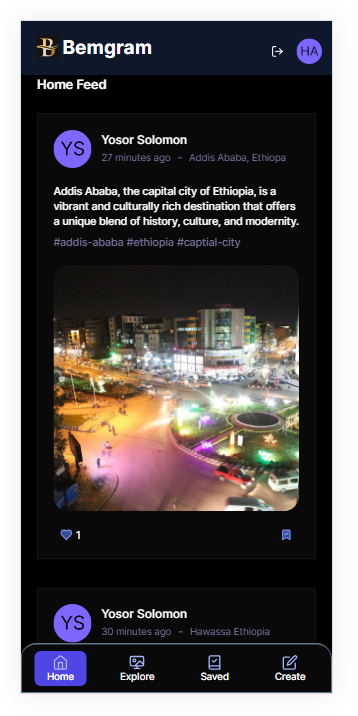 Bemgram
HA
Home Feed
YS
Yosor Solomon
27 minutes ago - Addis Ababa, Ethiopa
Addis Ababa, the capital city of Ethiopia, is a
vibrant and culturally rich destination that offers
a unique blend of history, culture, and modernity.
#addis-ababa #ethiopia #captial-city
1
YS
Yosor Solomon
30 minutes ago - Hawassa Ethiopia
Home Explore Saved Create